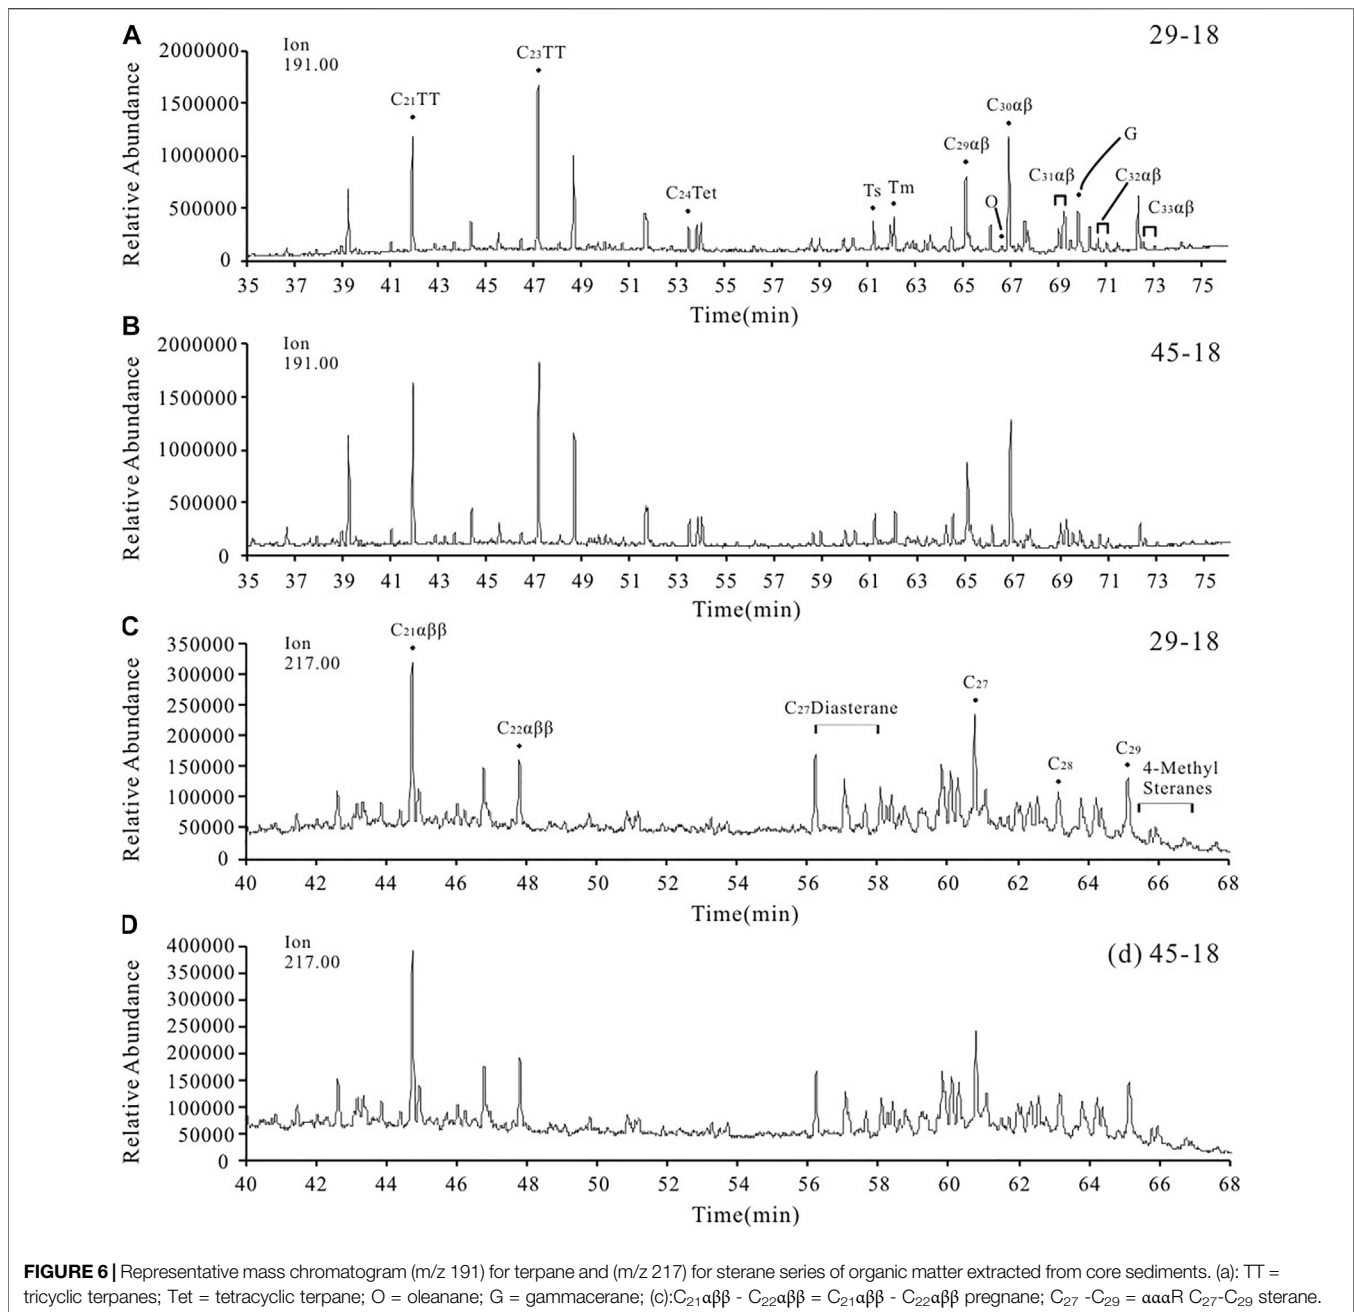 A
29-18
Ion
191.00
Relative Abundance
2000000
1500000
1000000
500000
0
C21TT
C23TT
C24Tet
Ts
Tm
C29αβ
O
C30αβ
C31αβ
G
C32αβ
C33αβ
35 37 39 41 43 45 47 49 51 53 55 57 59 61 63 65 67 69 71 73 75
Time(min)
B
45-18
Ion
191.00
Relative Abundance
2000000
1500000
1000000
500000
0
35 37 39 41 43 45 47 49 51 53 55 57 59 61 63 65 67 69 71 73 75
Time(min)
C
29-18
Ion
217.00
Relative Abundance
350000
300000
250000
200000
150000
100000
50000
0
C21αββ
C22αββ
C27Diasterane
C27
C28
C29
4-Methyl
Steranes
40 42 44 46 48 50 52 54 56 58 60 62 64 66 68
Time(min)
D
(d) 45-18
Ion
217.00
Relative Abundance
400000
350000
300000
250000
200000
150000
100000
50000
0
40 42 44 46 48 50 52 54 56 58 60 62 64 66 68
Time(min)
FIGURE 6 | Representative mass chromatogram (m/z 191) for terpane and (m/z 217) for sterane series of organic matter extracted from core sediments. (a): TT =
tricyclic terpanes; Tet = tetracyclic terpane; O = oleanane; G = gammacerane; (c):C21αββ - C22αββ = C21αββ - C22αββ pregnane; C27 -C29 = αααR C27-C29 sterane.